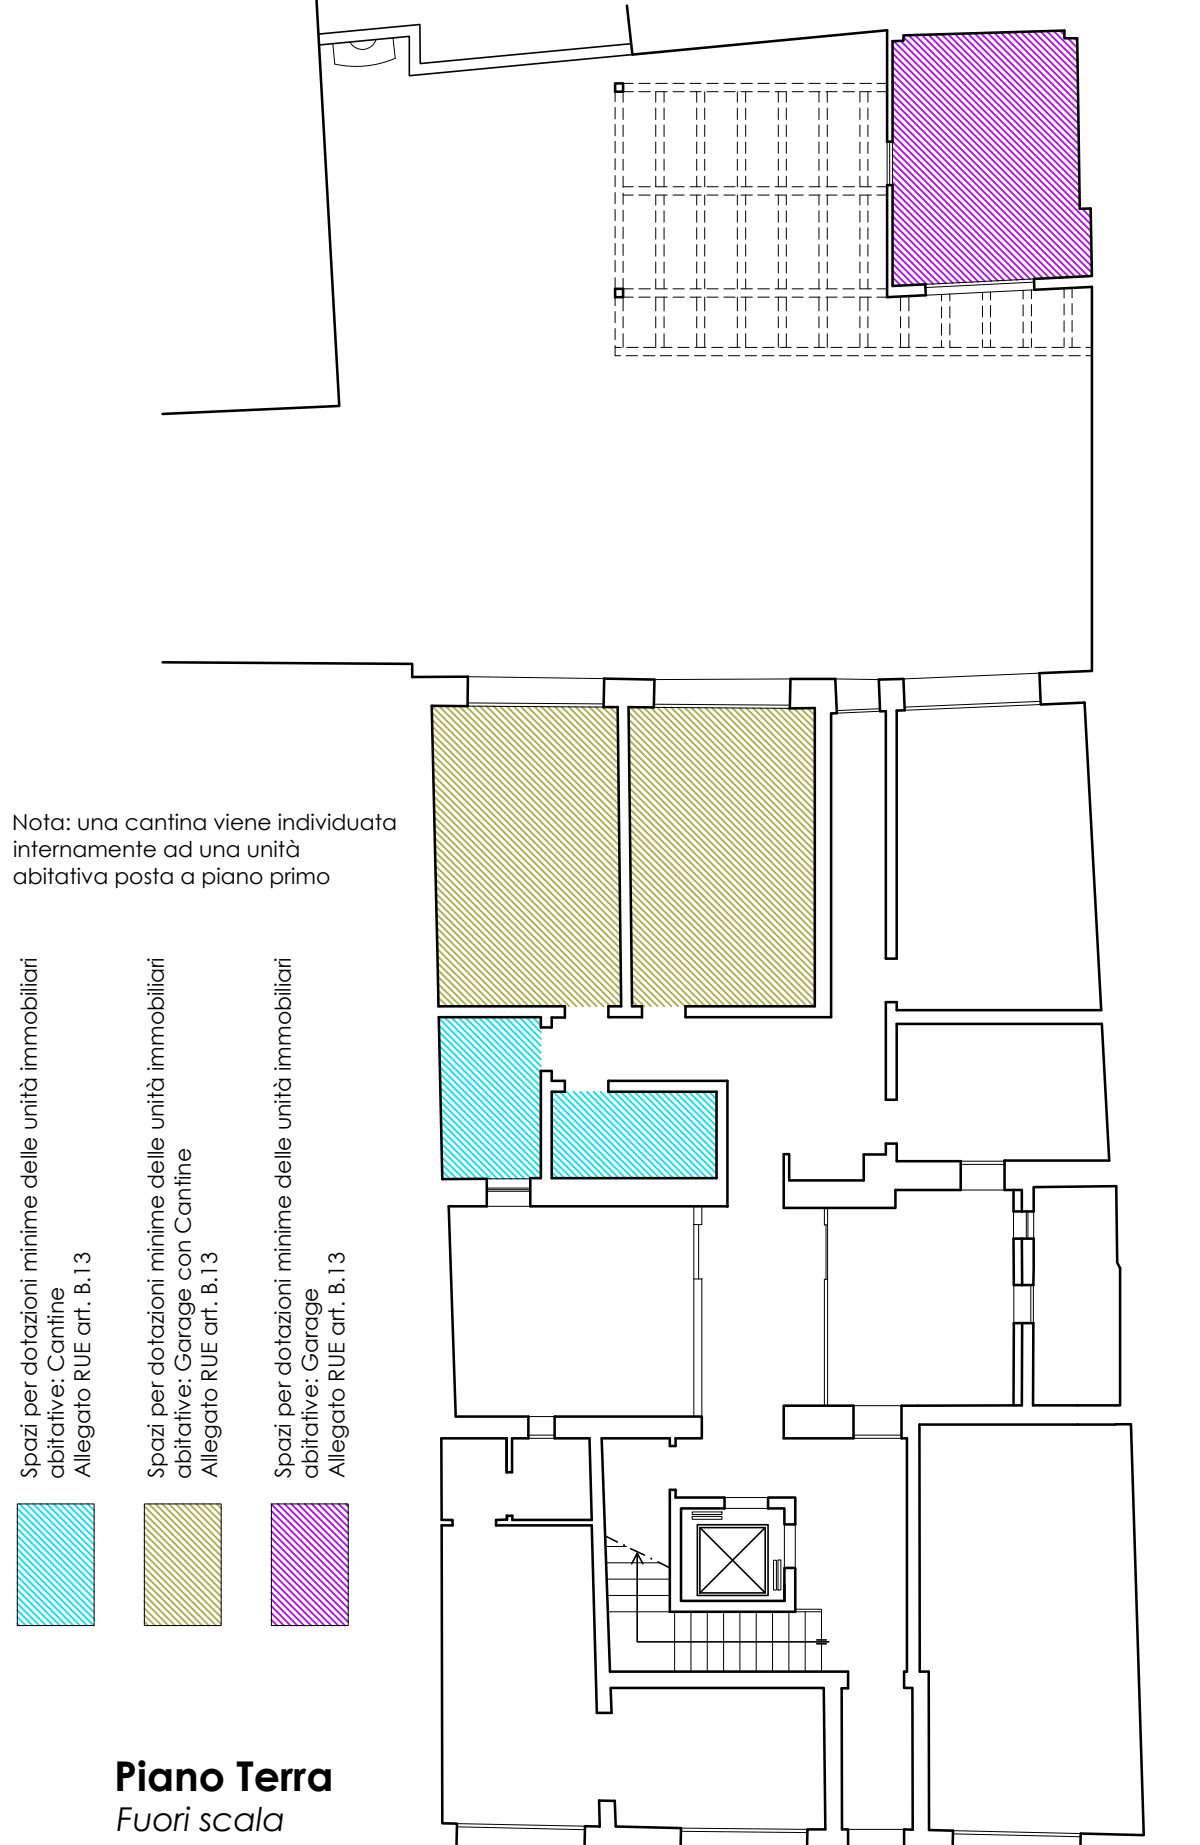 Nota: una cantina viene individuata
internamente ad una unità
abitativa posta a piano primo
Spazi per dotazioni minime delle unità immobiliari
abitative: Cantine
Allegato RUE art. B.13
Spazi per dotazioni minime delle unità immobiliari
abitative: Garage con Cantine
Allegato RUE art. B.13
Spazi per dotazioni minime delle unità immobiliari
abitative: Garage
Allegato RUE art. B.13
Piano Terra
Fuori scala